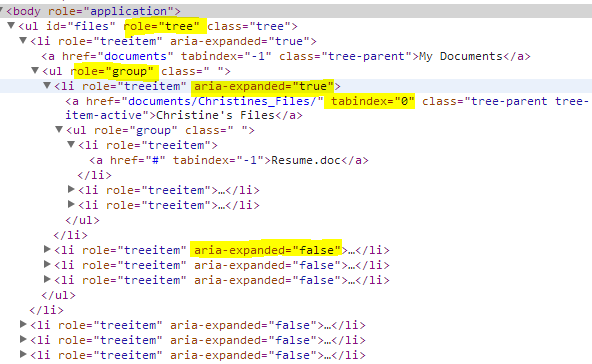 <body role="application">
<ul id="files" role="tree" class="tree">
<li role="treeitem" aria-expanded="true">
<a href="documents" tabindex="-1" class="tree-parent">My Documents</a>
<ul role="group" class=" ">
<li role="treeitem" aria-expanded="true">
<a href="documents/Christines_Files/" tabindex="0" class="tree-parent tree-
item-active">Christine's Files</a>
<ul role="group" class=" ">
<li role="treeitem">
<a href="#" tabindex="-1">Resume.doc</a>
</li>
<li role="treeitem">…</li>
<li role="treeitem">…</li>
</ul>
</li>
<li role="treeitem" aria-expanded="false">…</li>
<li role="treeitem" aria-expanded="false">…</li>
<li role="treeitem" aria-expanded="false">…</li>
</ul>
</li>
<li role="treeitem" aria-expanded="false">…</li>
<li role="treeitem" aria-expanded="false">…</li>
<li role="treeitem" aria-expanded="false">…</li>